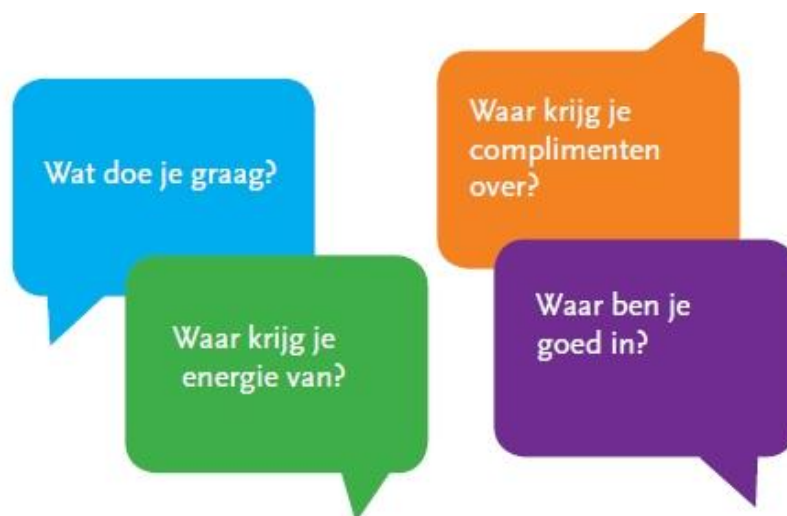 Wat doe je graag?
Waar krijg je
energie van?
Waar krijg je
complimenten
over?
Waar ben je
goed in?